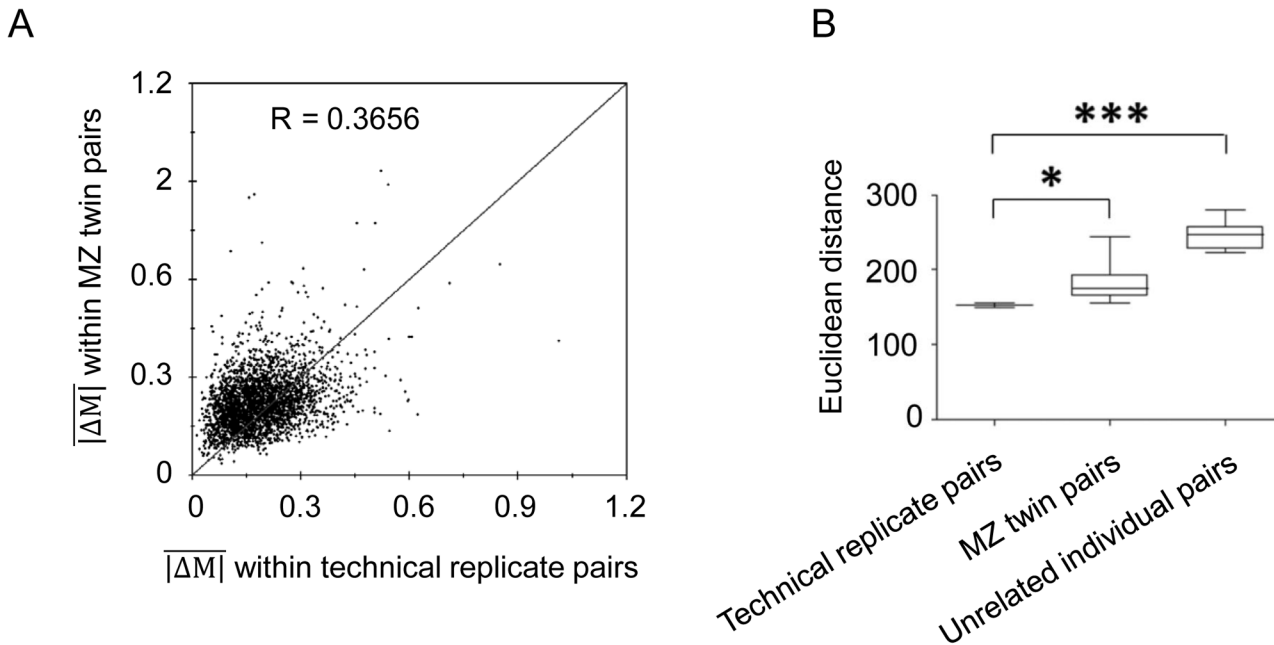 A
B
1.2
2
0.6
0.3
0
R = 0.3656
|ΔM| within MZ twin pairs
0 0.3 0.6 0.9 1.2
|ΔM| within technical replicate pairs
***
*
300
200
100
0
Euclidean distance
Technical replicate pairs
MZ twin pairs
Unrelated individual pairs